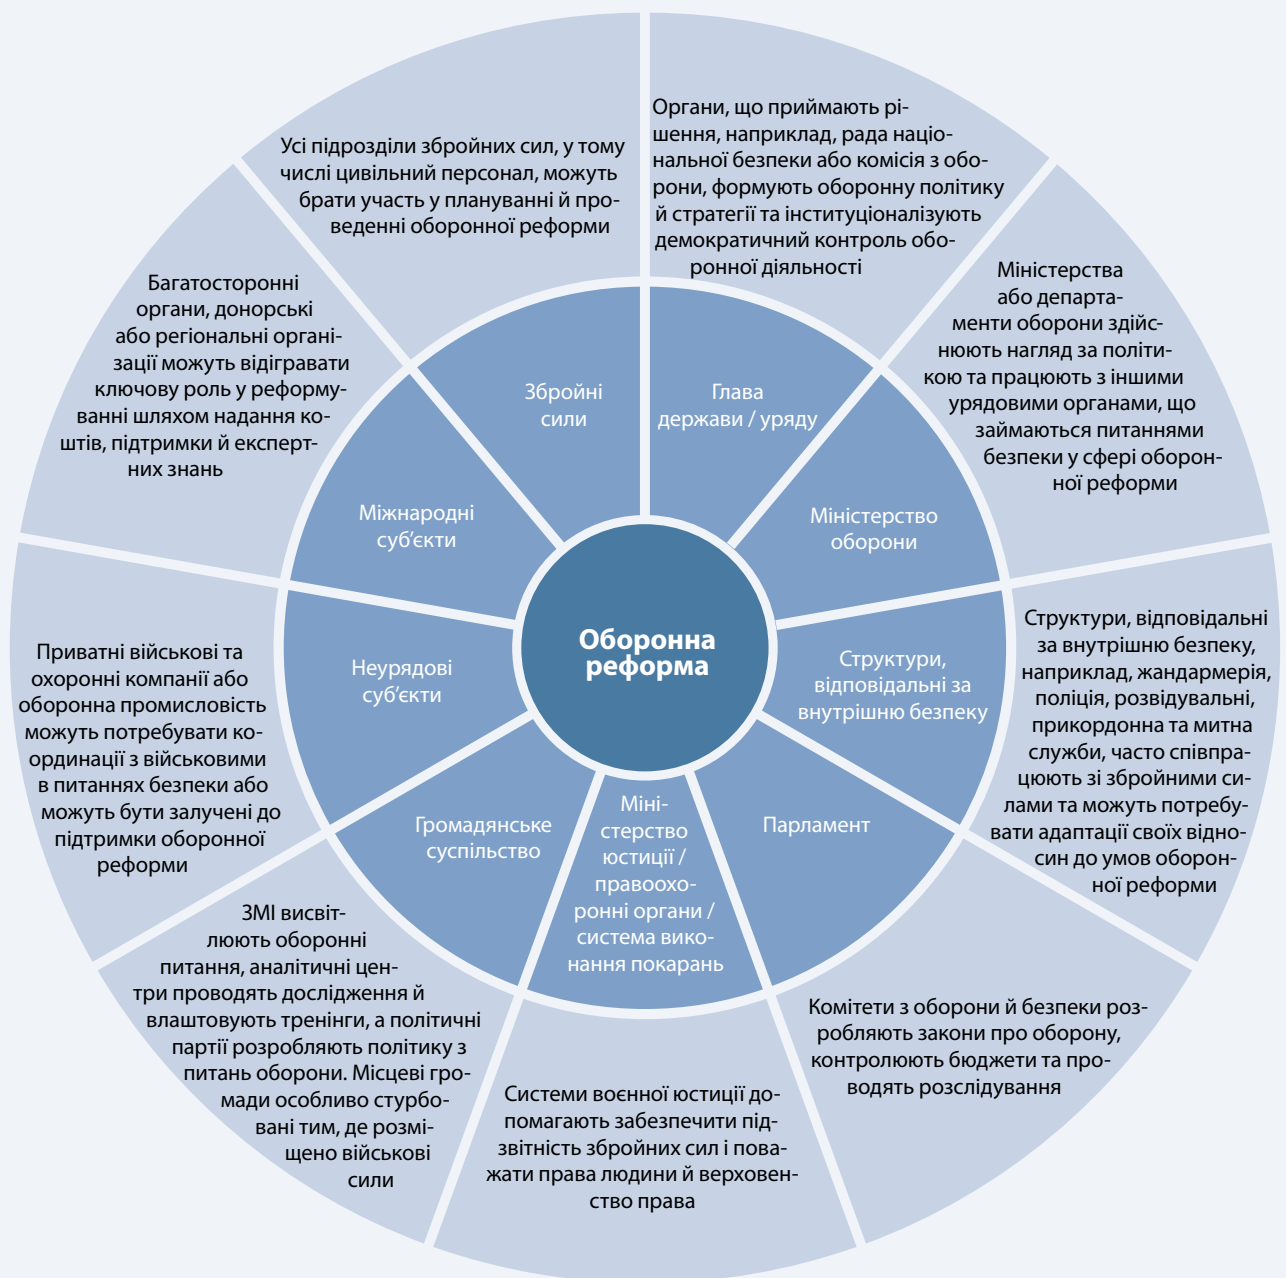 Оборонна
реформа
Глава
держави / уряду
Органи, що приймають рі-
шення, наприклад, рада націо-
нальної безпеки або комісія з обо-
рони, формують оборонну політику
й стратегії та інституціоналізують
демократичний контроль обо-
ронної діяльності
Міністерство
оборони
Міністерства
або департа-
менти оборони здійс-
нюють нагляд за політи-
кою та працюють з іншими
урядовими органами, що
займаються питаннями
безпеки у сфері оборон-
ної реформи
Структури,
відповідальні за
внутрішню безпеку
Структури, відповідальні
за внутрішню безпеку,
наприклад, жандармерія,
поліція, розвідувальні,
прикордонна та митна
служби, часто співпра-
цюють зі збройними си-
лами та можуть потребу-
вати адаптації своїх відно-
син до умов оборон-
ної реформи
Парламент
Комітети з оборони й безпеки роз-
робляють закони про оборону,
контролюють бюджети та про-
водять розслідування
Міні-
стерство
юстиції /
правоохо-
ронні органи /
система вико-
нання покарань
Системи воєнної юстиції до-
помагають забезпечити під-
звітність збройних сил і пова-
жати права людини й верховен-
ство права
Громадянське
суспільство
ЗМІ висвіт-
люють оборонні
питання, аналітичні цен-
три проводять дослідження й
влаштовують тренінги, а політичні
партії розробляють політику з
питань оборони. Місцеві гро-
мади особливо стурбо-
вані тим, де розмі-
щено військові
сили
Неурядові
суб‘єкти
Приватні військові та
охоронні компанії або
оборонна промисловість
можуть потребувати ко-
ординації з військовими
в питаннях безпеки або
можуть бути залучені до
підтримки оборонної
реформи
Міжнародні
суб‘єкти
Багатосторонні
органи, донорські
або регіональні органі-
зації можуть відігравати
ключову роль у реформу-
ванні шляхом надання ко-
штів, підтримки й експерт-
них знань
Збройні
сили
Усі підрозділи збройних сил, у тому
числі цивільний персонал, можуть
брати участь у плануванні й про-
веденні оборонної реформи